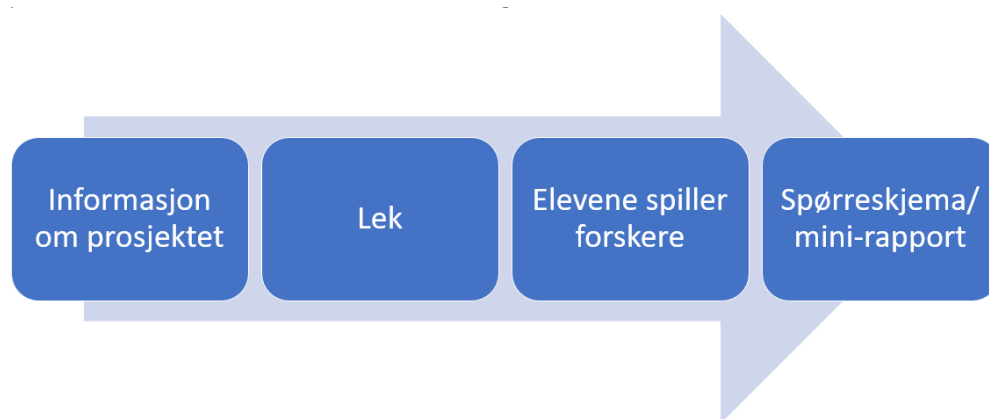 Informasjon
om prosjektet
Lek
Elevene spiller
forskere
Spørreskjema/
mini-rapport